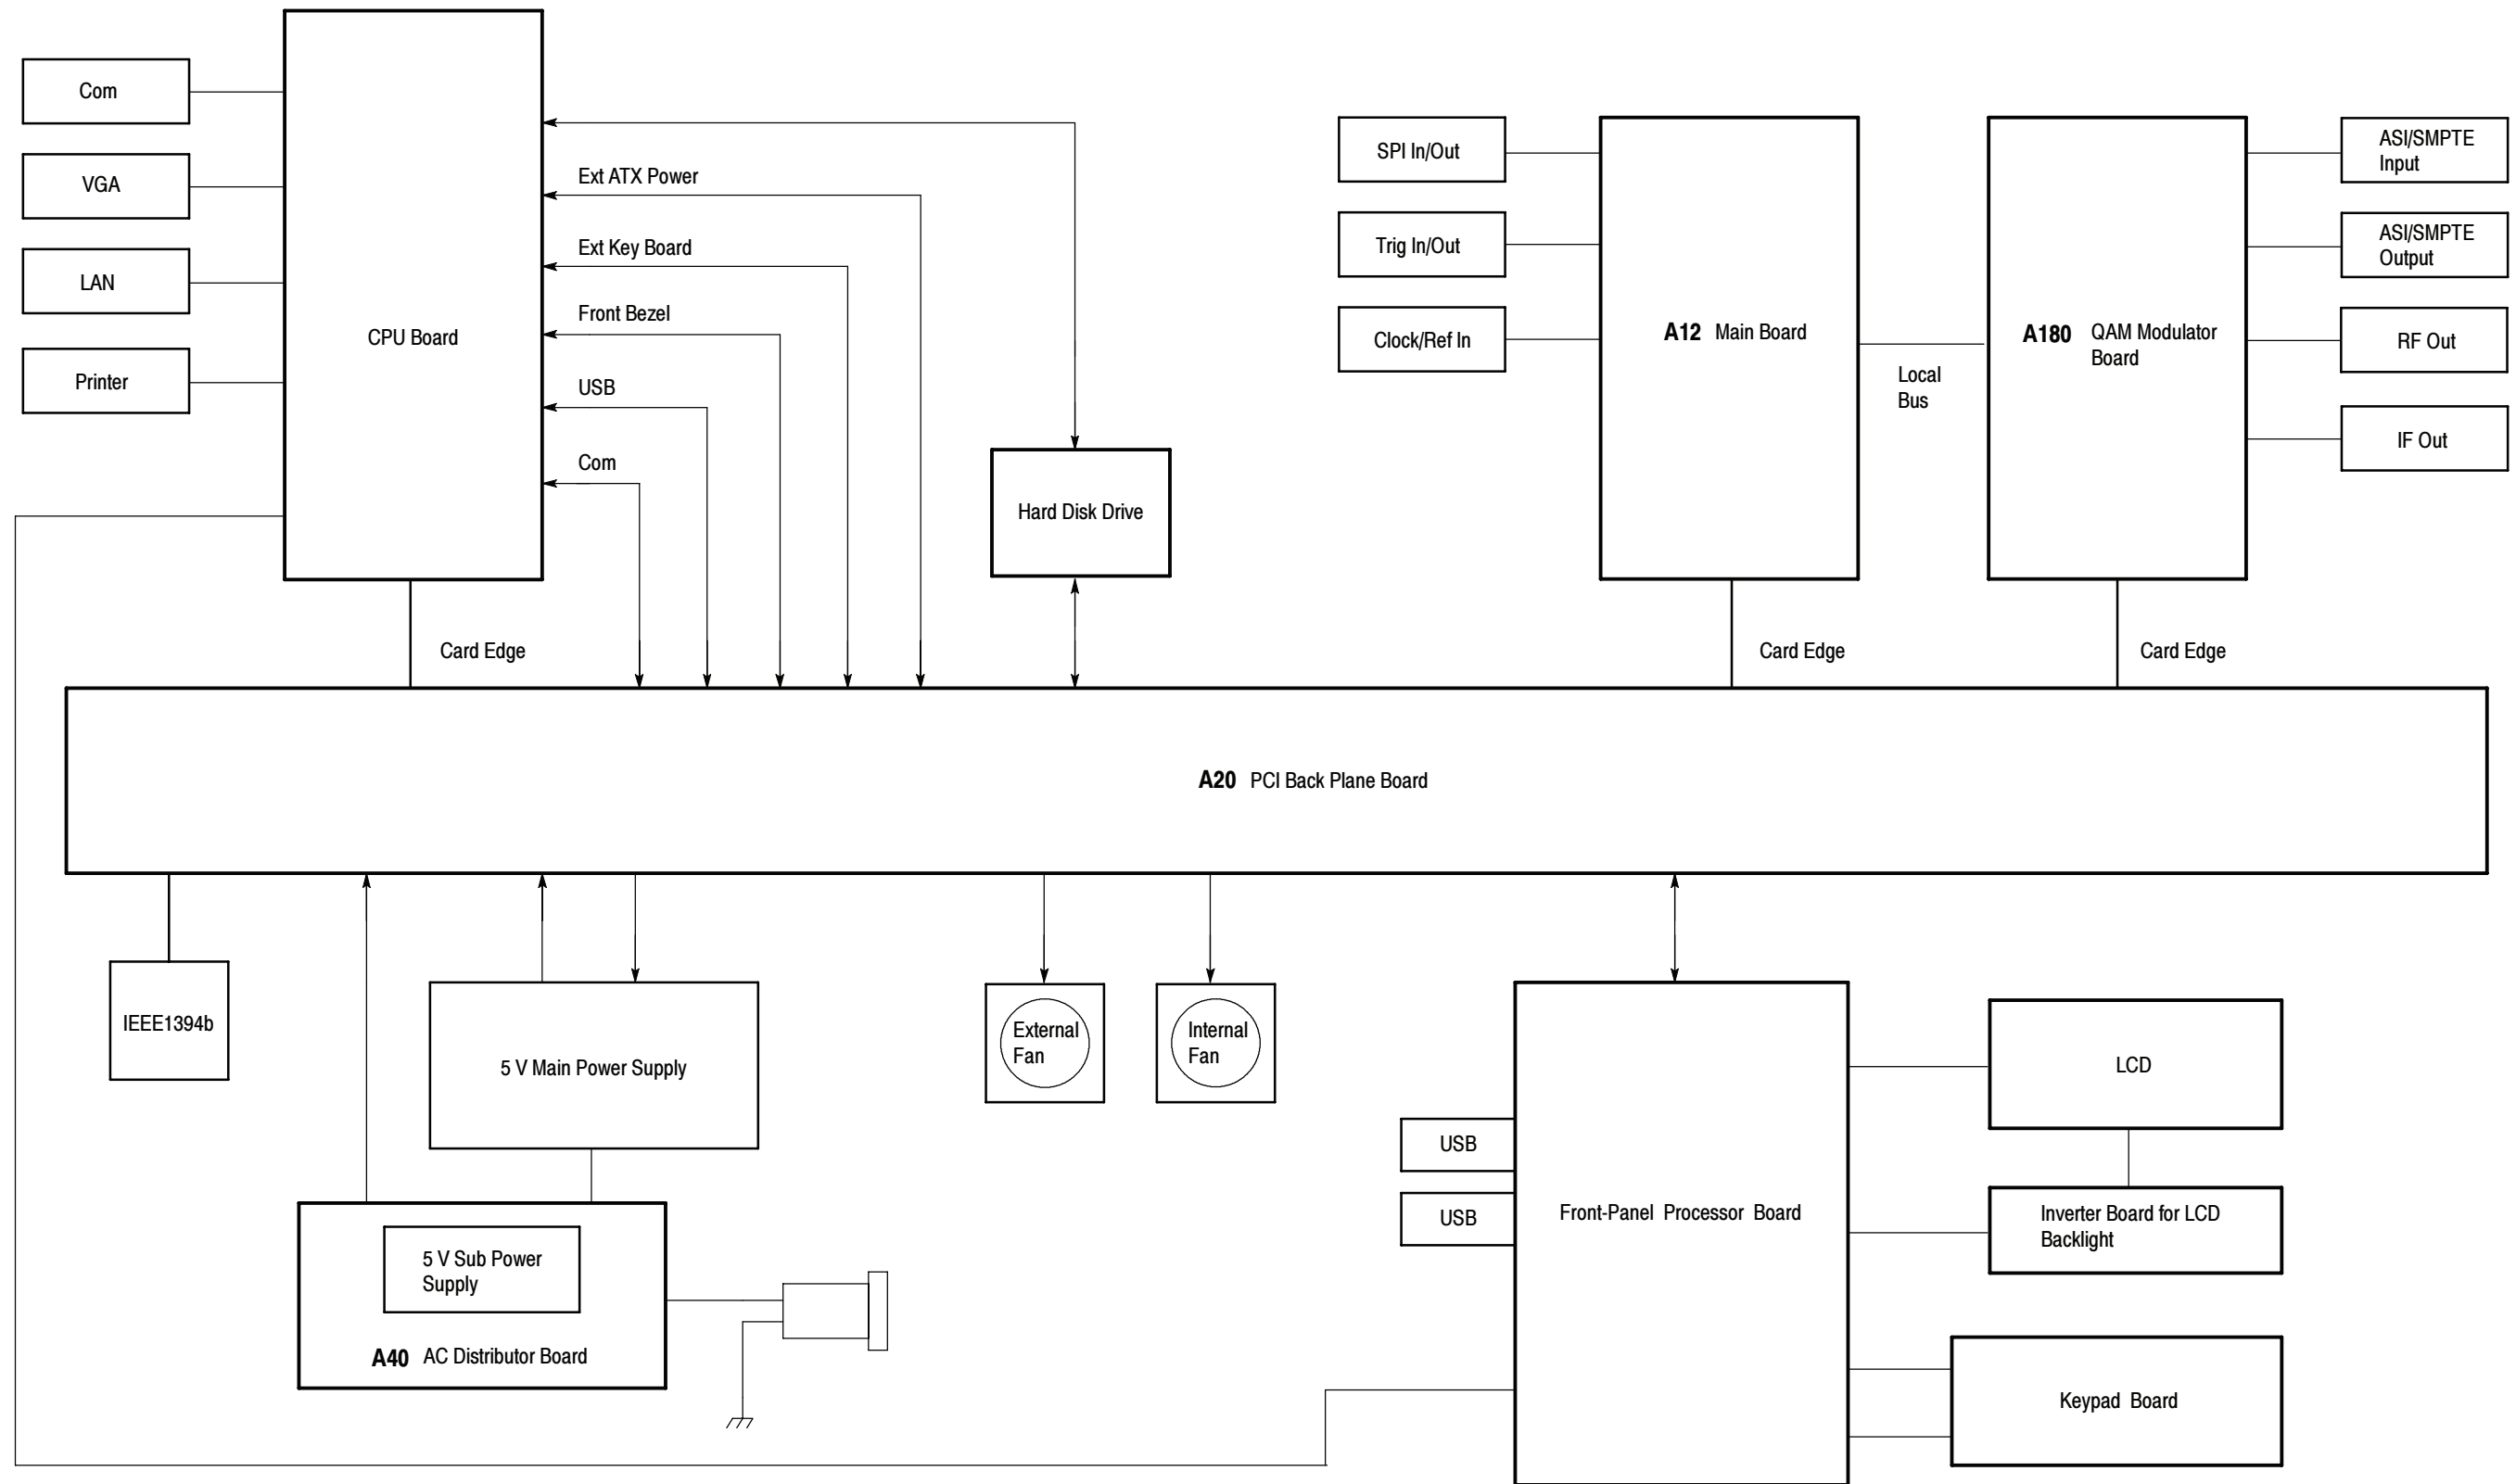 Com
VGA
LAN
Printer
CPU Board
Ext ATX Power
Ext Key Board
Front Bezel
USB
Com
Hard Disk Drive
SPI In/Out
Trig In/Out
Clock/Ref In
A12 Main Board
Local
Bus
A180 QAM Modulator
Board
ASI/SMPTE
Input
ASI/SMPTE
Output
RF Out
IF Out
Card Edge
Card Edge
Card Edge
A20 PCI Back Plane Board
IEEE1394b
5 V Main Power Supply
External
Fan
Internal
Fan
5 V Sub Power
Supply
A40 AC Distributor Board
USB
USB
Front-Panel Processor Board
LCD
Inverter Board for LCD
Backlight
Keypad Board